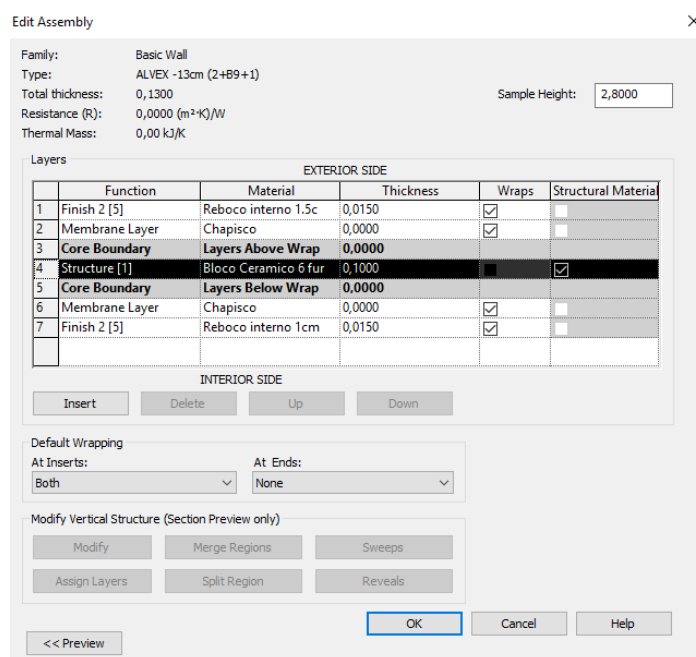 Edit Assembly
Family: Basic Wall
Type: ALVEX -13cm (2+B9+1)
Total thickness: 0,1300 Sample Height: 2,8000
Resistance (R): 0,0000 (m²·K)/W
Thermal Mass: 0,00 kJ/K
Layers
EXTERIOR SIDE
Function Material Thickness Wraps Structural Material
1 Finish 2 [5] Reboco interno 1.5c 0,0150
2 Membrane Layer Chapisco 0,0000
3 Core Boundary Layers Above Wrap 0,0000
4 Structure [1] Bloco Ceramico 6 fur 0,1000
5 Core Boundary Layers Below Wrap 0,0000
6 Membrane Layer Chapisco 0,0000
7 Finish 2 [5] Reboco interno 1cm 0,0150
INTERIOR SIDE
Insert Delete Up Down
Default Wrapping
At Inserts: At Ends:
Both None
Modify Vertical Structure (Section Preview only)
Modify Merge Regions Sweeps
Assign Layers Split Region Reveals
OK Cancel Help
<< Preview